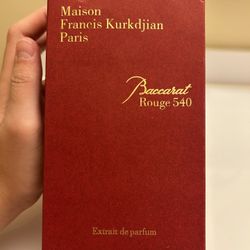 Maison
Francis Kurkdjian
Paris
Baccarat
Rouge 540
Extrait de parfum